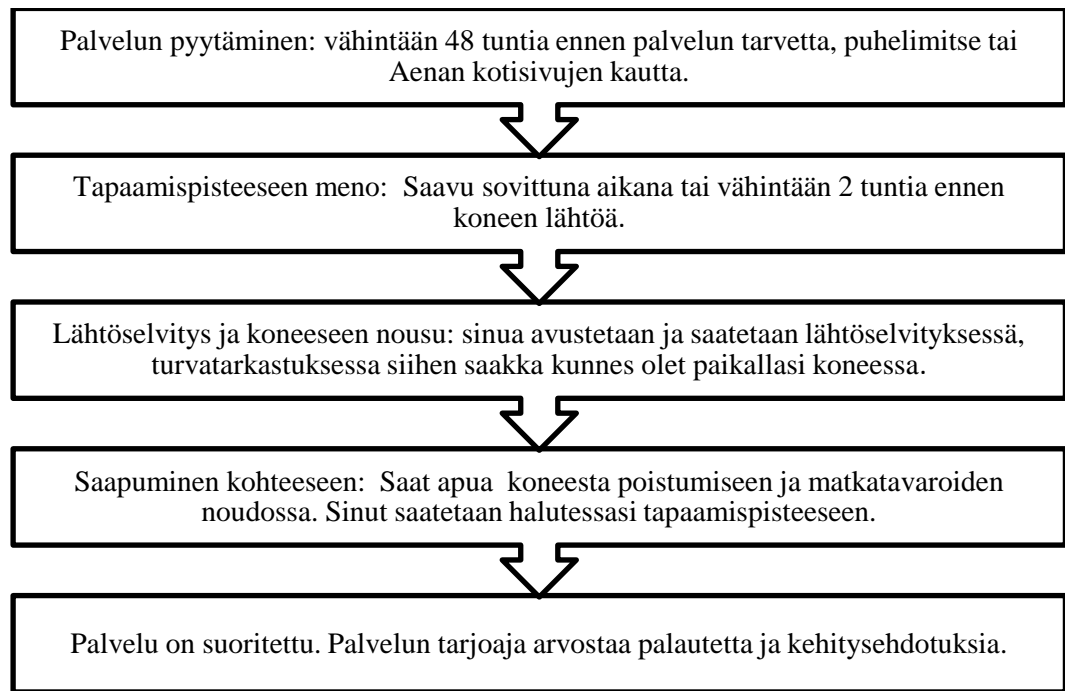 Palvelun pyytäminen: vähintään 48 tuntia ennen palvelun tarvetta, puhelimitse tai
Aenan kotisivujen kautta.
Tapaamispisteeseen meno: Saavu sovittuna aikana tai vähintään 2 tuntia ennen
koneen lähtöä.
Lähtöselvitys ja koneeseen nousu: sinua avustetaan ja saatetaan lähtöselvityksessä,
turvatarkastuksessa siihen saakka kunnes olet paikallasi koneessa.
Saapuminen kohteeseen: Saat apua koneesta poistumiseen ja matkatavaroiden
noudossa. Sinut saatetaan halutessasi tapaamispisteeseen.
Palvelu on suoritettu. Palvelun tarjoaja arvostaa palautetta ja kehitysehdotuksia.